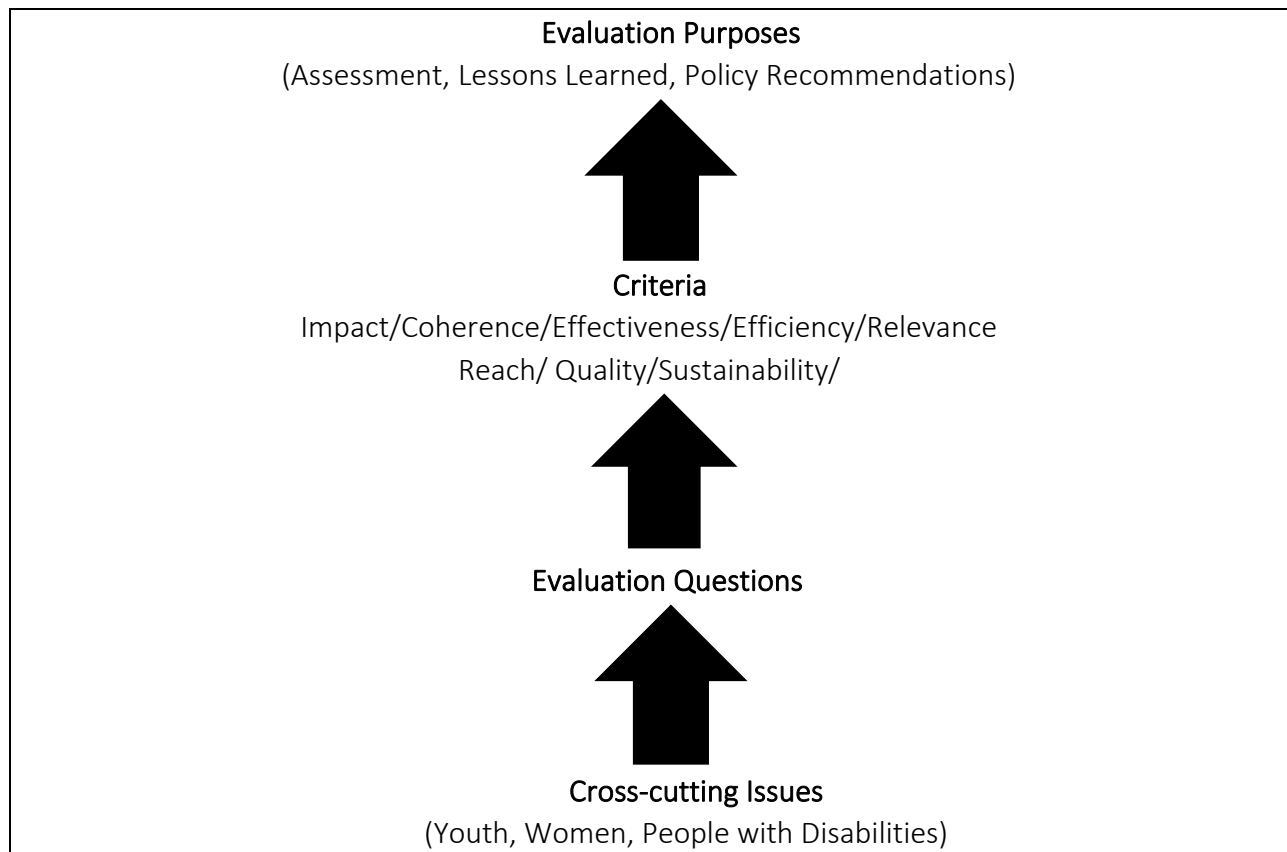 Evaluation Purposes
(Assessment, Lessons Learned, Policy Recommendations)
Criteria
Impact/Coherence/Effectiveness/Efficiency/Relevance
Reach/ Quality/Sustainability/
Evaluation Questions
Cross-cutting Issues
(Youth, Women, People with Disabilities)